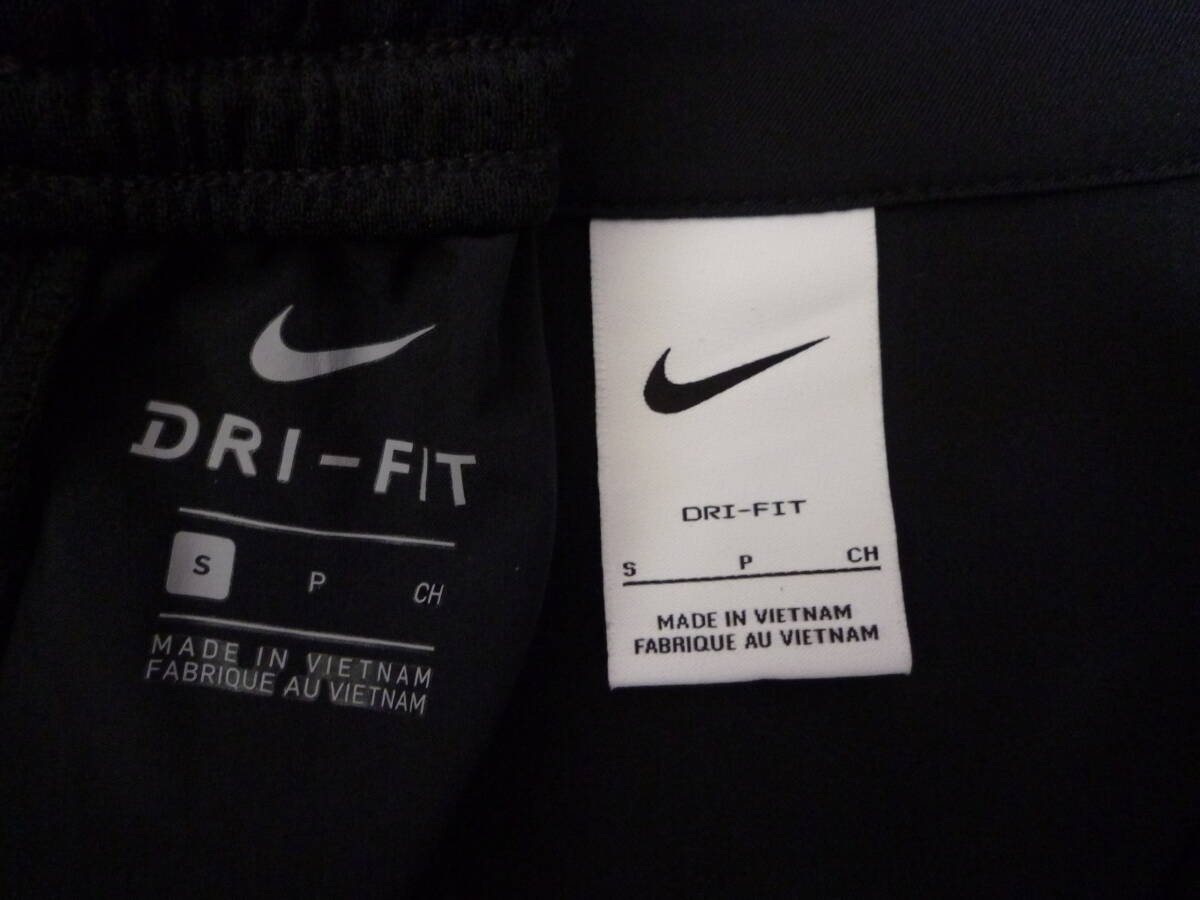 DRI-FIT
S P CH
MADE IN VIETNAM
FABRIQUE AU VIETNAM
DRI-FIT
S P CH
MADE IN VIETNAM
FABRIQUE AU VIETNAM